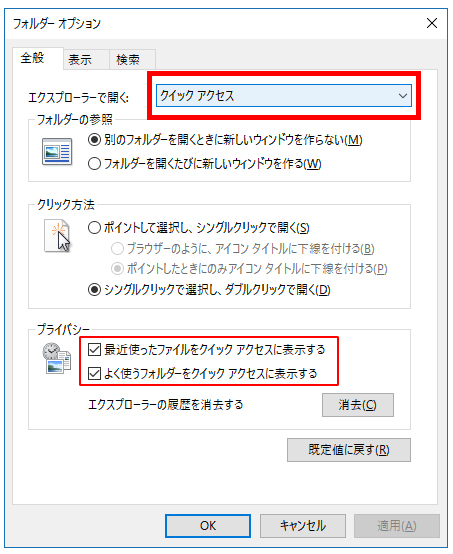 フォルダー オプション
全般 表示 検索
エクスプローラーで開く: クイック アクセス
フォルダーの参照
別のフォルダーを開くときに新しいウィンドウを作らない(M)
フォルダーを開くたびに新しいウィンドウを作る(W)
クリック方法
ポイントして選択し、シングルクリックで開く(S)
ブラウザーのように、アイコン タイトルに下線を付ける(B)
ポイントしたときにのみアイコン タイトルに下線を付ける(P)
シングルクリックで選択し、ダブルクリックで開く(D)
プライバシー
最近使ったファイルをクイック アクセスに表示する
よく使うフォルダーをクイック アクセスに表示する
エクスプローラーの履歴を消去する 消去(C)
既定値に戻す(R)
OK キャンセル 適用(A)